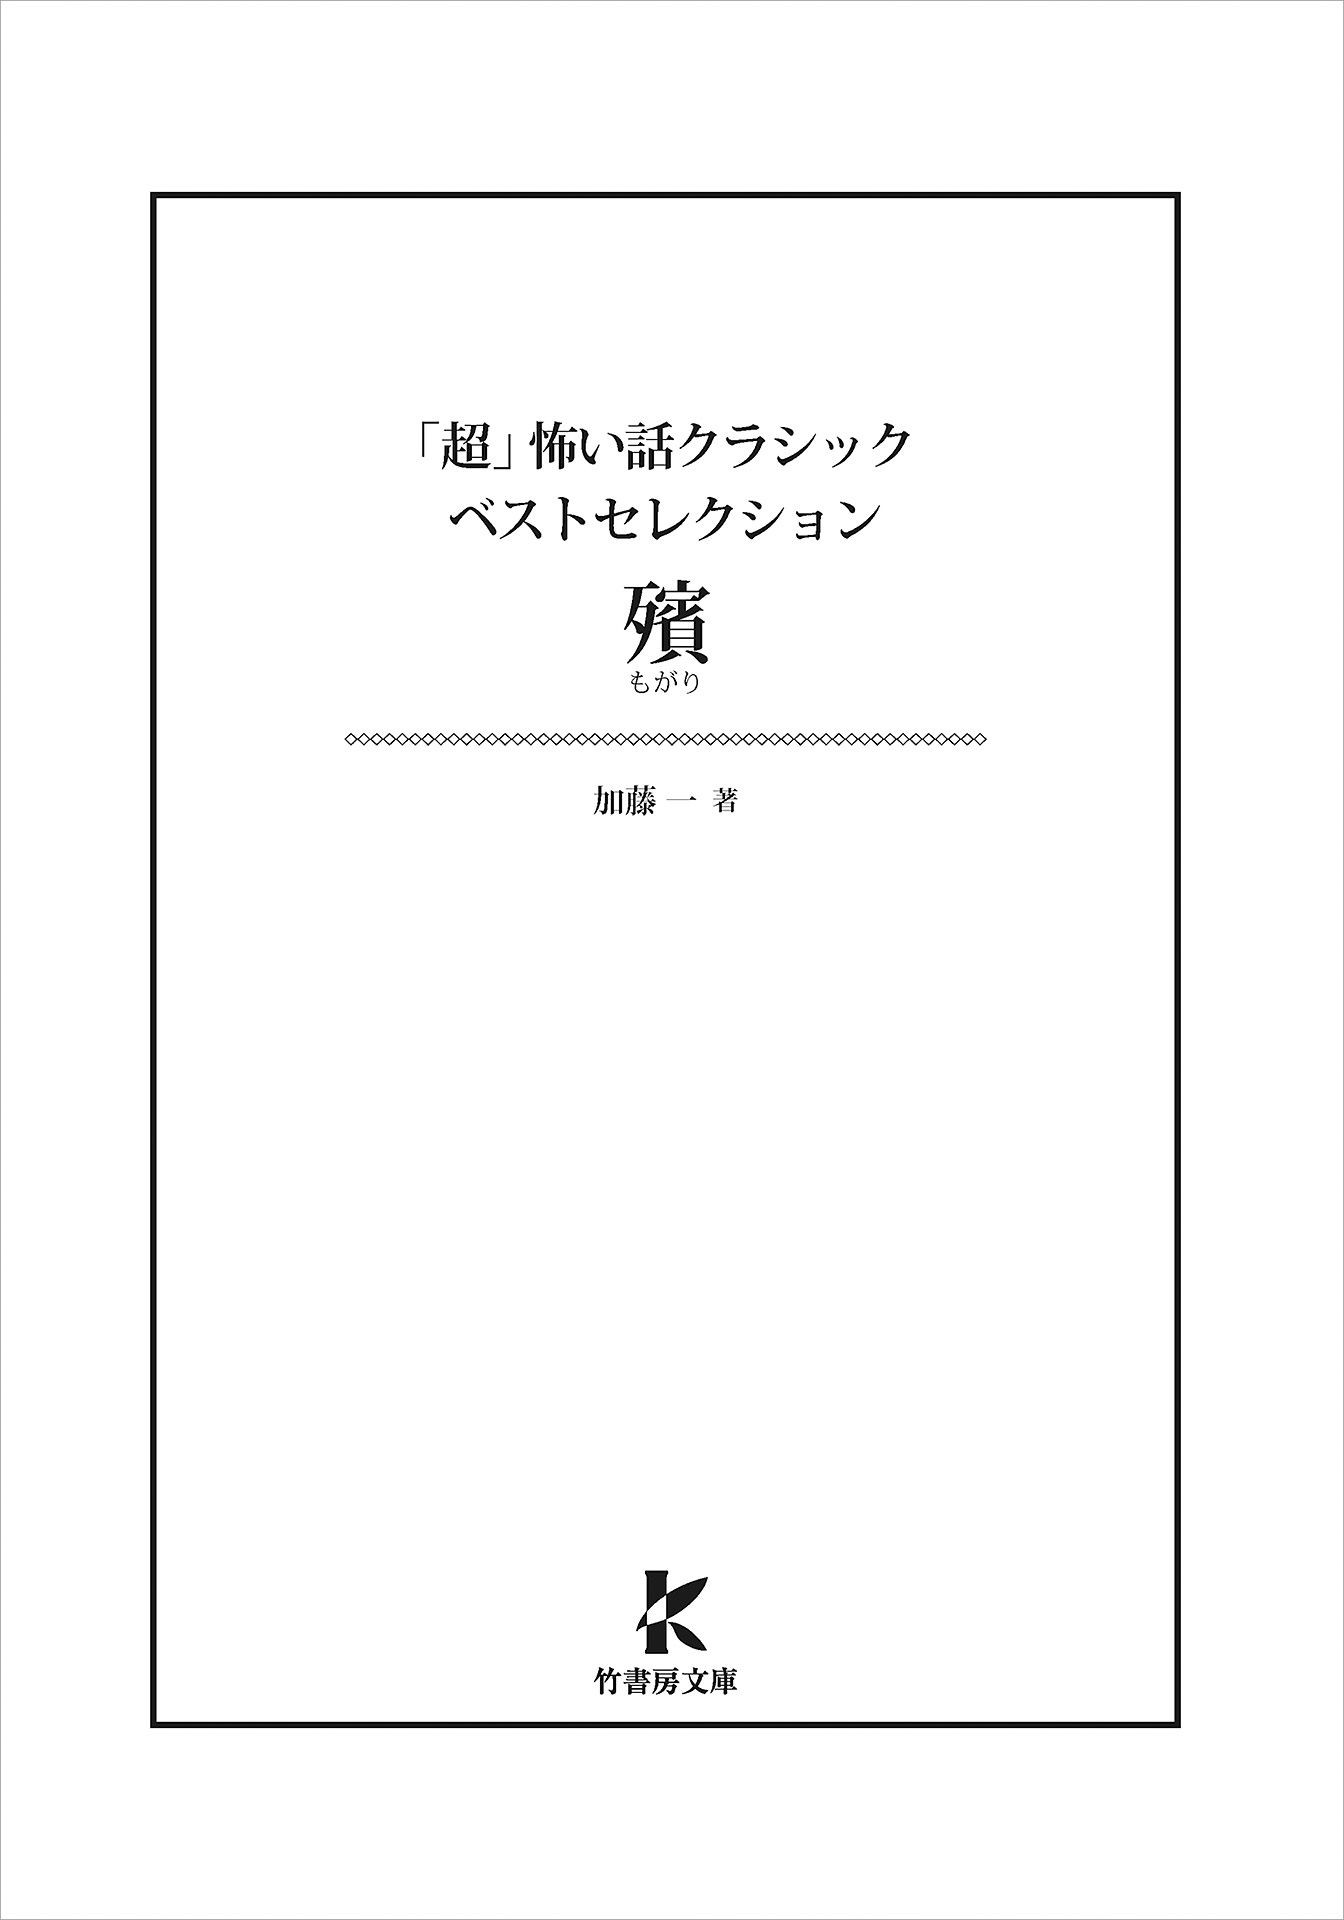 「超」怖い話クラシック
ベストセレクション
殯
もがり
加藤 一 著
竹書房文庫